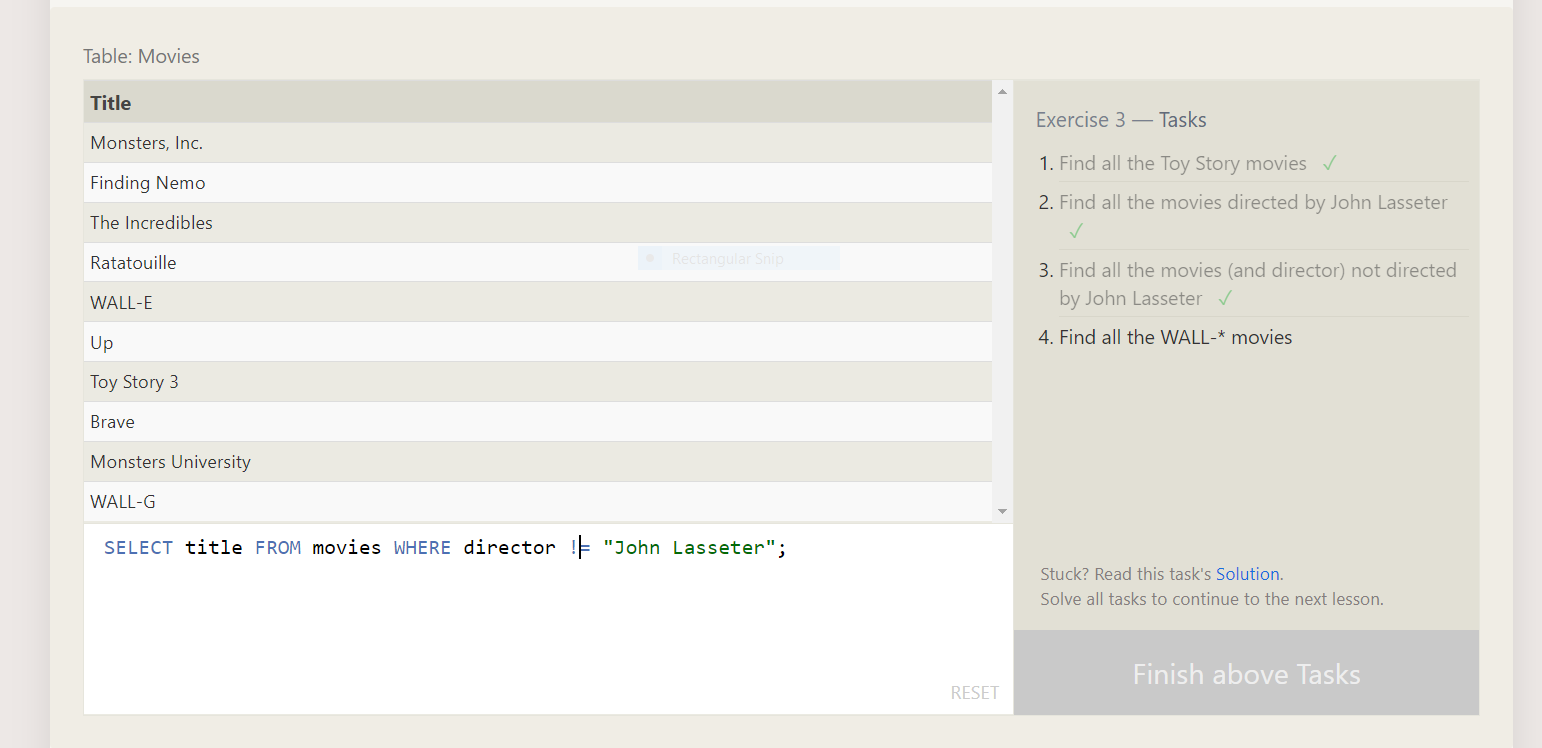 Table: Movies
Title
Monsters, Inc.
Finding Nemo
The Incredibles
Ratatouille
WALL-E
Up
Toy Story 3
Brave
Monsters University
WALL-G
Rectangular Snip
SELECT title FROM movies WHERE director != "John Lasseter";
RESET
Exercise 3 — Tasks
1. Find all the Toy Story movies ✓
2. Find all the movies directed by John Lasseter
✓
3. Find all the movies (and director) not directed
by John Lasseter ✓
4. Find all the WALL-* movies
Stuck? Read this task's Solution.
Solve all tasks to continue to the next lesson.
Finish above Tasks